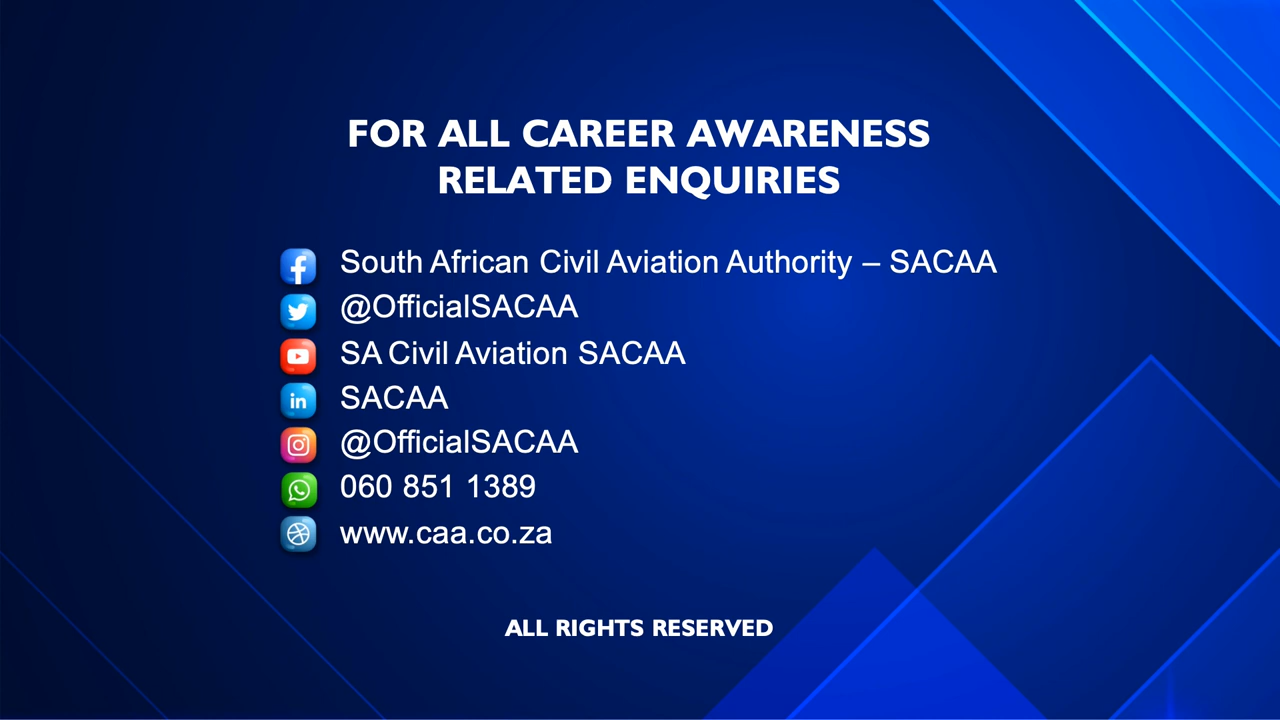 FOR ALL CAREER AWARENESS
RELATED ENQUIRIES
South African Civil Aviation Authority – SACAA
@OfficialSACAA
SA Civil Aviation SACAA
in SACAA
@OfficialSACAA
060 851 1389
www.caa.co.za
ALL RIGHTS RESERVED